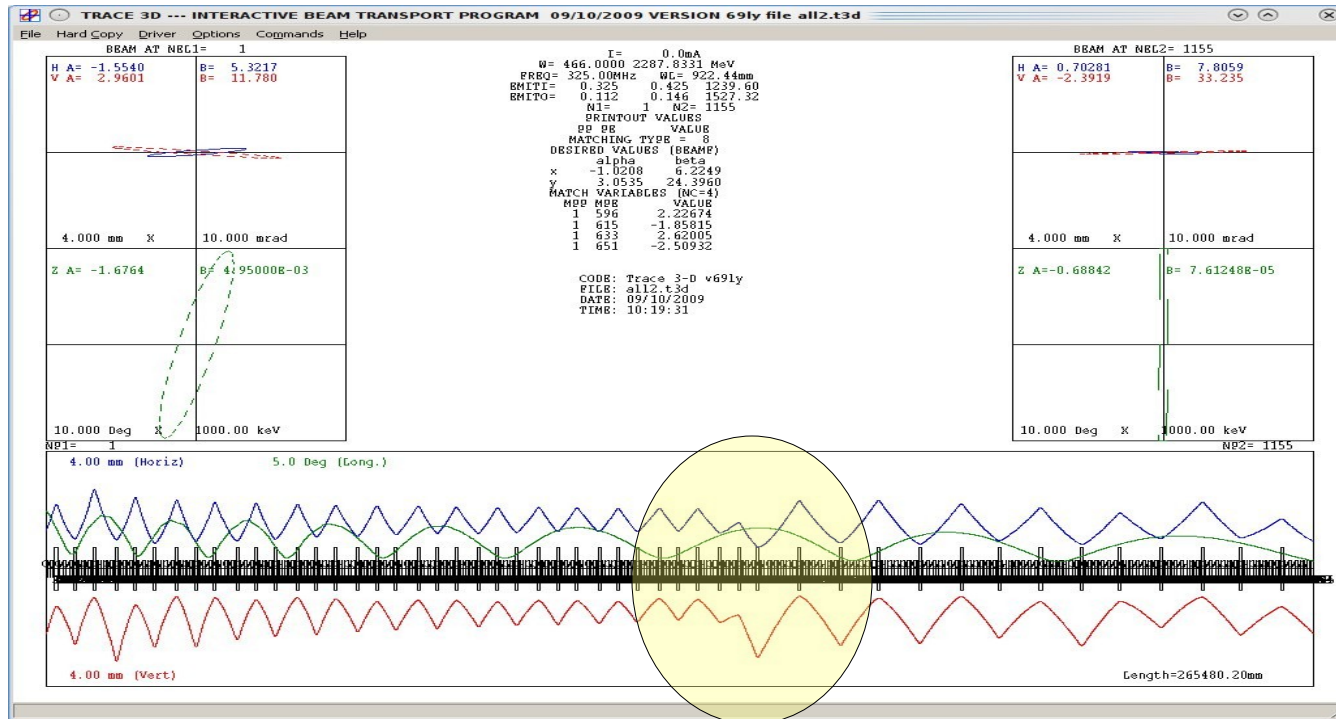 TRACE 3D --- INTERACTIVE BEAM TRANSPORT PROGRAM 09/10/2009 VERSION 69ly file all2.t3d
File Hard Copy Driver Options Commands Help
BEAM AT NEL1= 1
H A= -1.5540 B= 5.3217
V A= 2.9601 B= 11.780
4.000 mm X 10.000 mrad
Z A= -1.6764 B= 4.95000E-03
10.000 Deg X 1000.00 keV
NP1= 1
I= 0.0mA
W= 466.0000 2287.8331 MeV
FREQ= 325.00MHz WL= 922.44mm
EMITI= 0.325 0.425 1239.60
EMITO= 0.112 0.146 1527.32
N1= 1 N2= 1155
PRINTOUT VALUES
PP PE VALUE
MATCHING TYPE = 8
DESIRED VALUES (BEAMF)
alpha beta
x -1.0208 6.2249
y 3.0535 24.3960
MATCH VARIABLES (NC=4)
MPP MPE VALUE
1 596 2.22674
1 615 -1.85815
1 633 2.62005
1 651 -2.50932
CODE: Trace 3-D v69ly
FILE: all2.t3d
DATE: 09/10/2009
TIME: 10:19:31
BEAM AT NEL2= 1155
H A= 0.70281 B= 7.8059
V A= -2.3919 B= 33.235
4.000 mm X 10.000 mrad
Z A=-0.68842 B= 7.61248E-05
10.000 Deg X 1000.00 keV
NP2= 1155
4.00 mm (Horiz) 5.0 Deg (Long.)
4.00 mm (Vert)
Length=265480.20mm